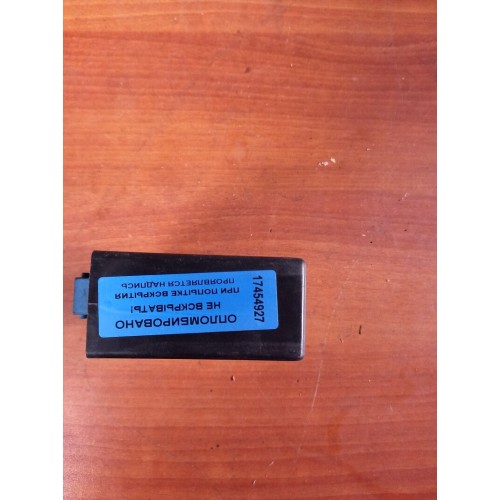 ОПЛОМБИРОВАНО
НЕ ВСКРЫВАТЬ!
ПРИ ПОПЫТКЕ ВСКРЫТИЯ
ПРОЯВЛЯЕТСЯ НАДПИСЬ
17454927